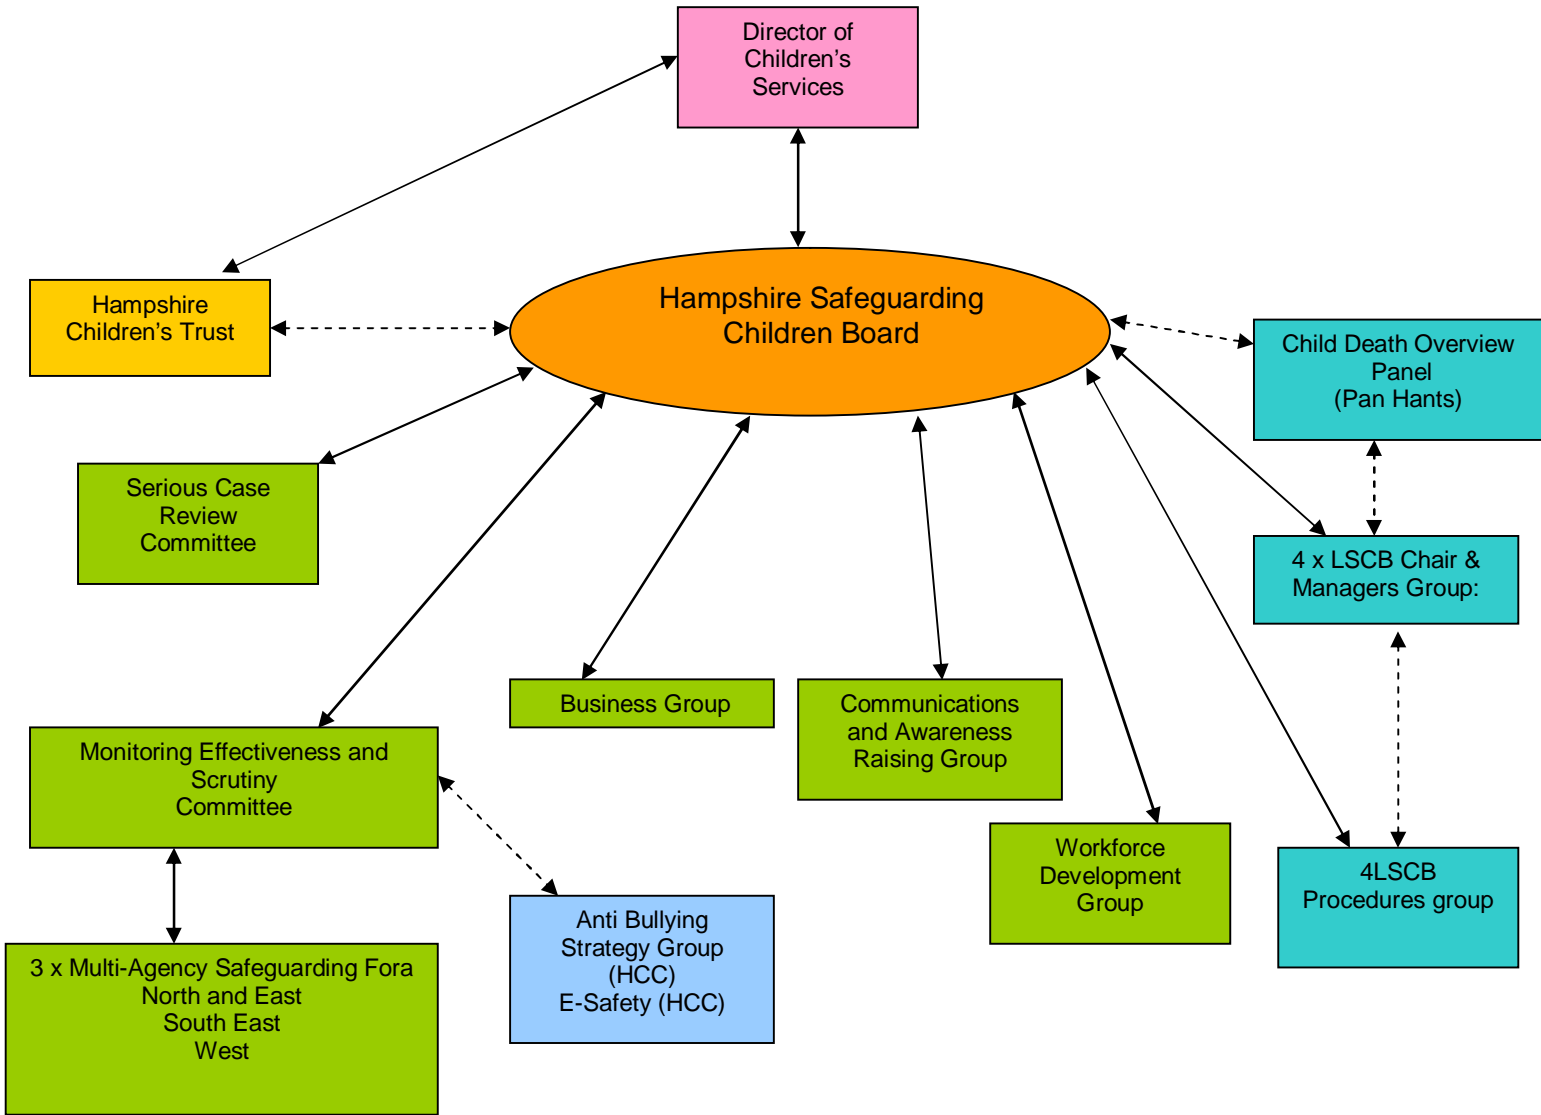 Director of
Children’s
Services
Hampshire
Children’s Trust
Hampshire Safeguarding
Children Board
Child Death Overview
Panel
(Pan Hants)
Serious Case
Review
Committee
4 x LSCB Chair &
Managers Group:
Business Group
Communications
and Awareness
Raising Group
Monitoring Effectiveness and
Scrutiny
Committee
Workforce
Development
Group
4LSCB
Procedures group
Anti Bullying
Strategy Group
(HCC)
E-Safety (HCC)
3 x Multi-Agency Safeguarding Fora
North and East
South East
West